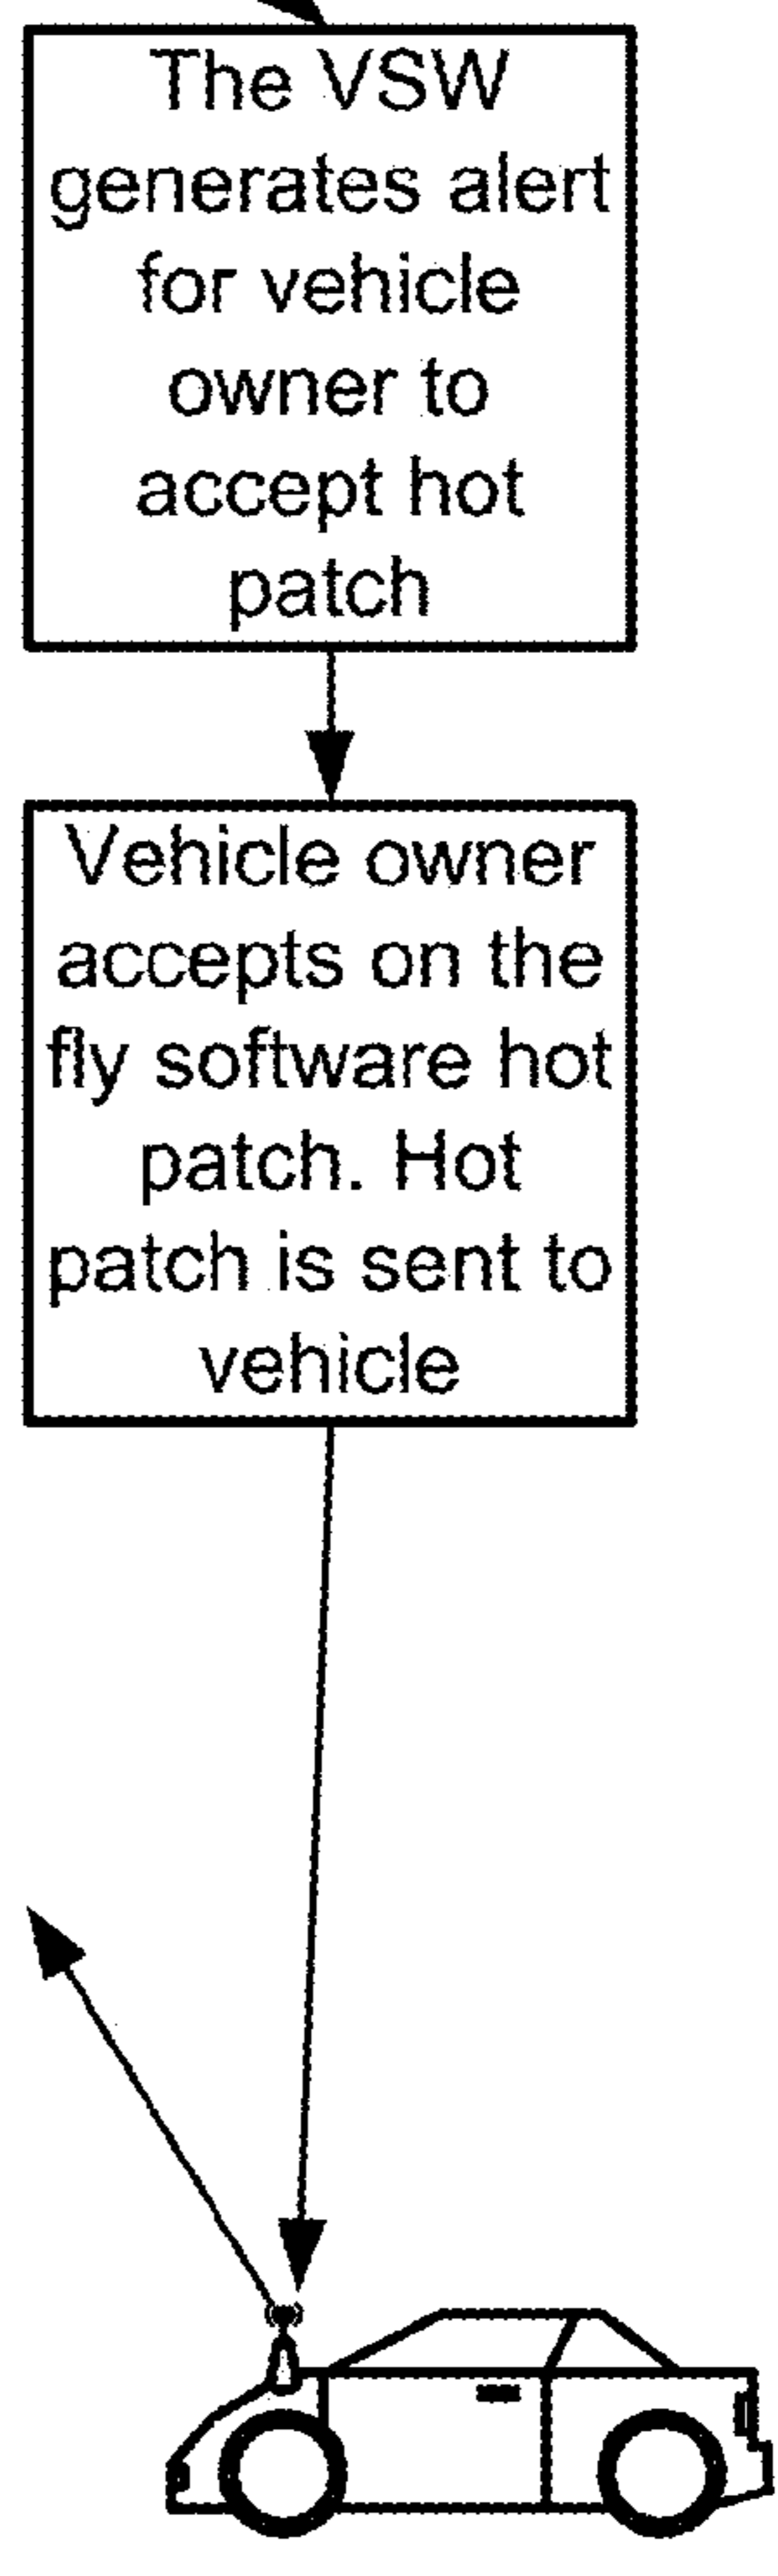 The VSW
generates alert
for vehicle
owner to
accept hot
patch
Vehicle owner
accepts on the
fly software hot
patch. Hot
patch is sent to
vehicle